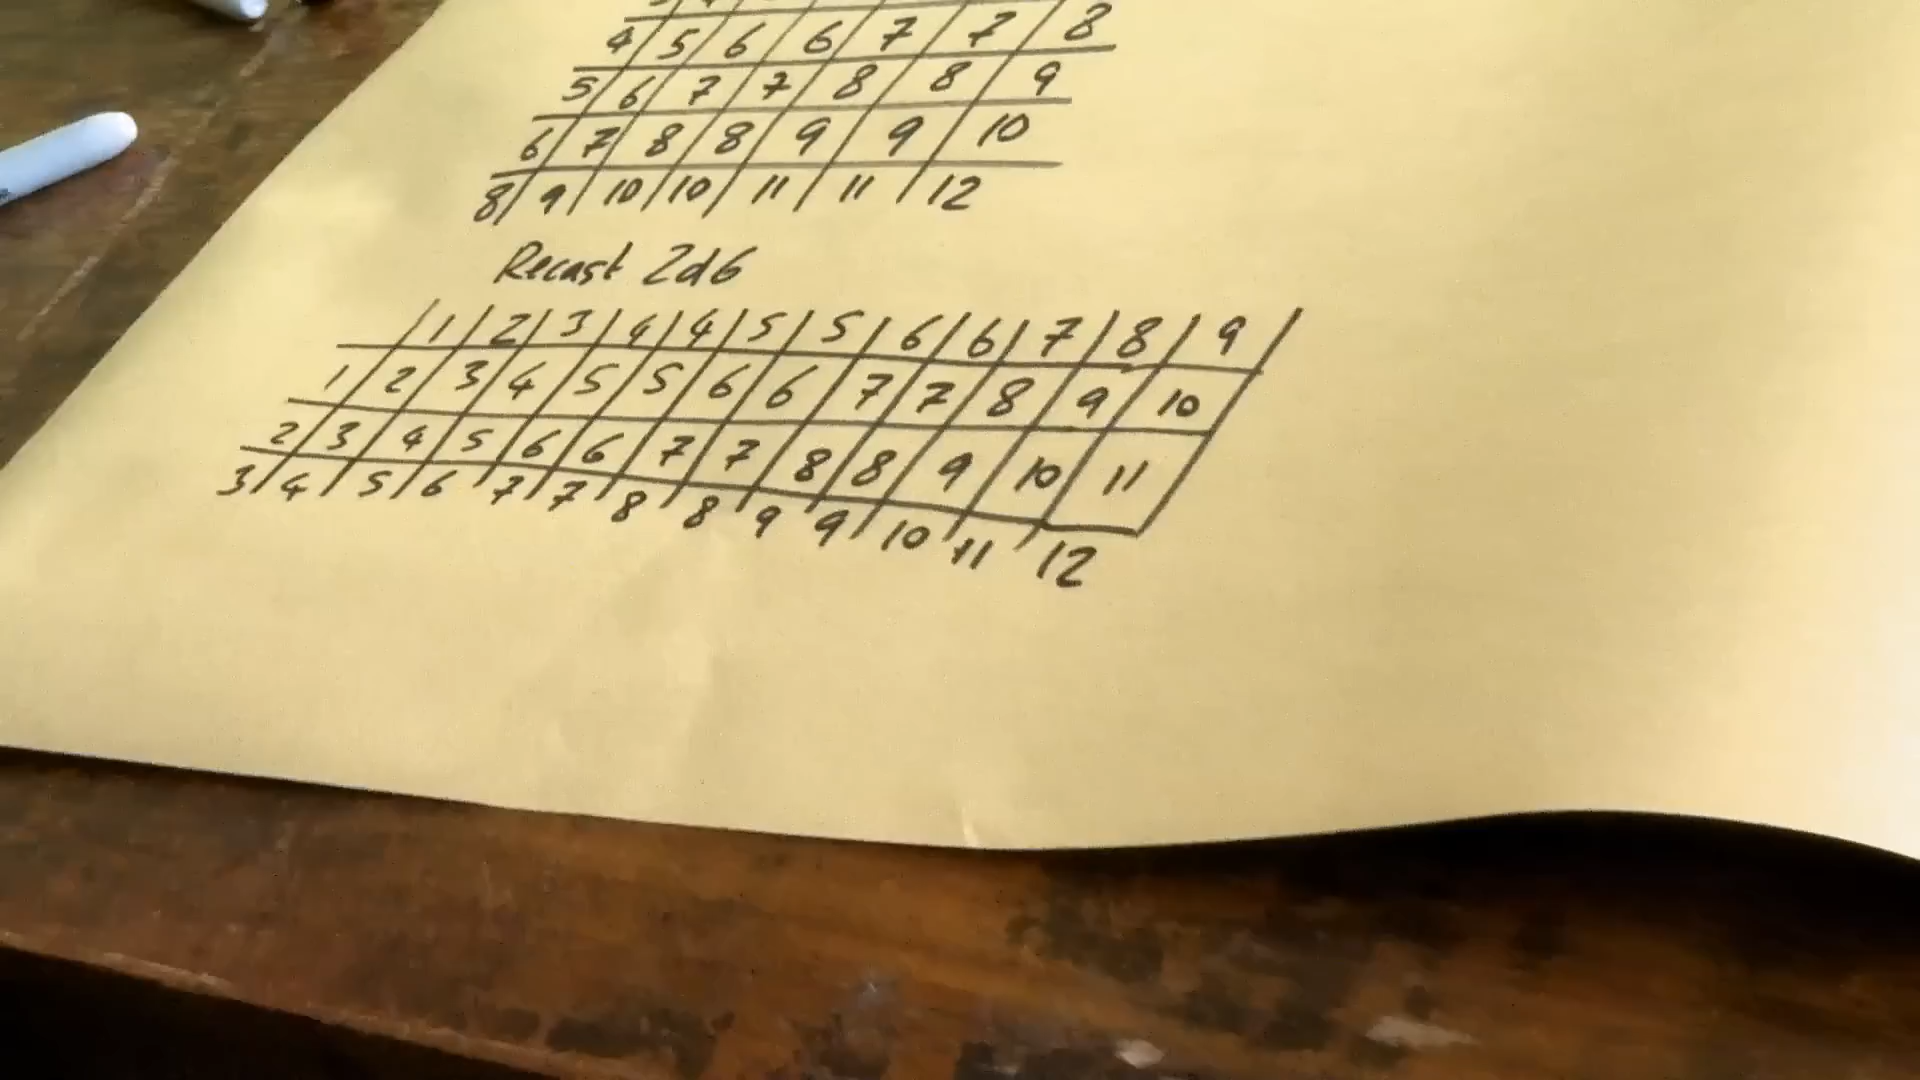 4 5 6 6 7 7 8
5 6 7 7 8 8 9
6 7 8 8 9 9 10
8 9 10 10 11 11 12
Recast 2d6
1 2 3 4 4 5 5 6 6 7 8 9
1 2 3 4 5 5 6 6 7 7 8 9 10
2 3 4 5 6 6 7 7 8 8 9 10 11
3 4 5 6 7 7 8 8 9 9 10 11 12